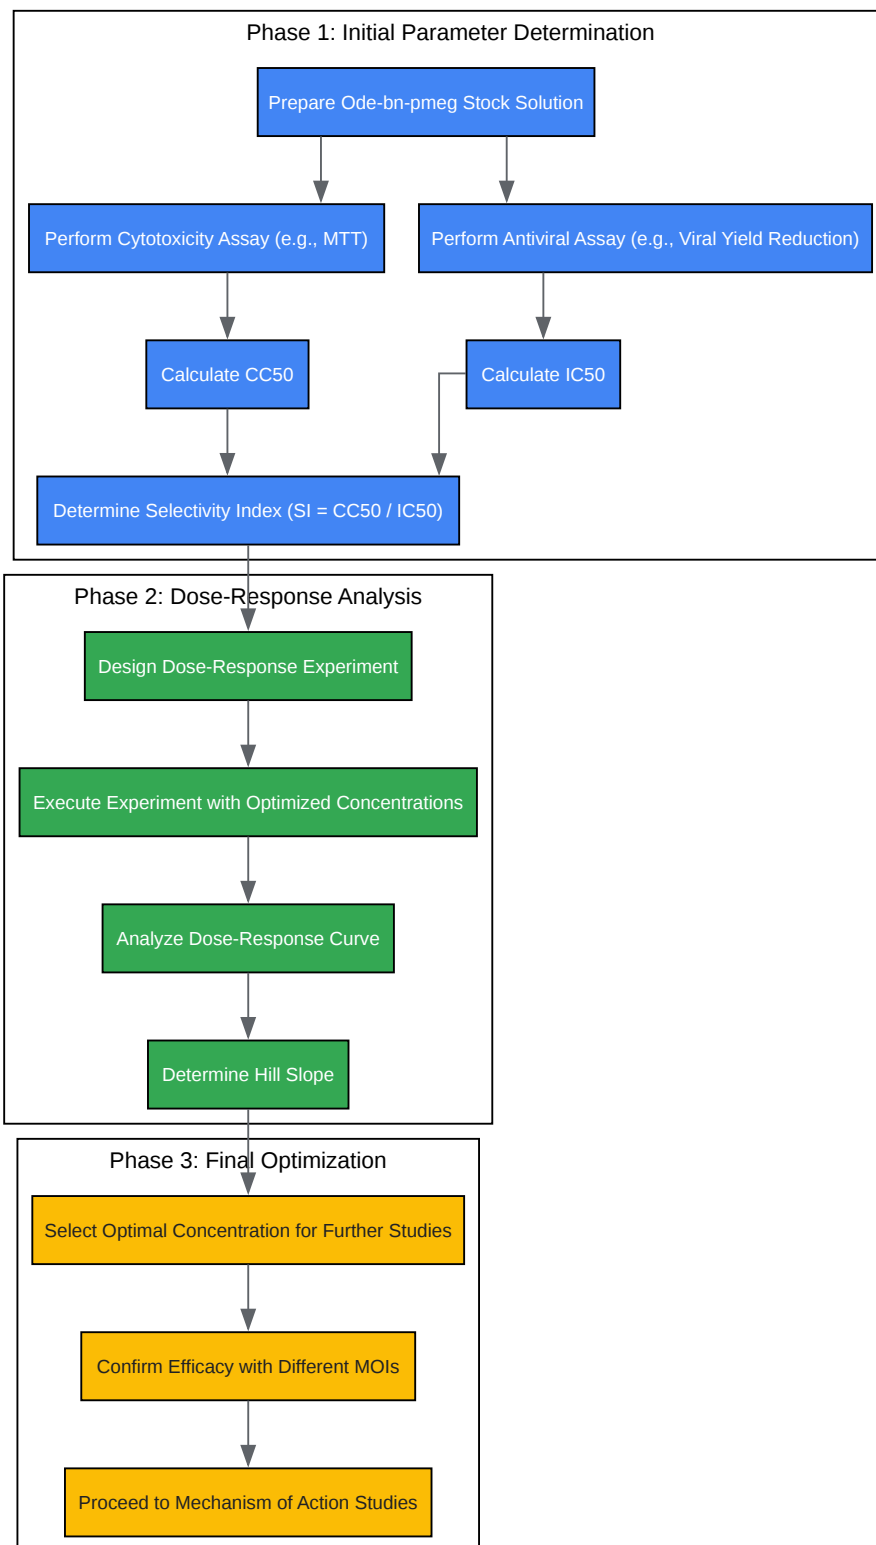 Phase 1: Initial Parameter Determination
Prepare Ode-bn-pmeg Stock Solution
Perform Cytotoxicity Assay (e.g., MTT)
Perform Antiviral Assay (e.g., Viral Yield Reduction)
Calculate CC50
Calculate IC50
Determine Selectivity Index (SI = CC50 / IC50)
Phase 2: Dose-Response Analysis
Design Dose-Response Experiment
Execute Experiment with Optimized Concentrations
Analyze Dose-Response Curve
Determine Hill Slope
Phase 3: Final Optimization
Select Optimal Concentration for Further Studies
Confirm Efficacy with Different MOIs
Proceed to Mechanism of Action Studies